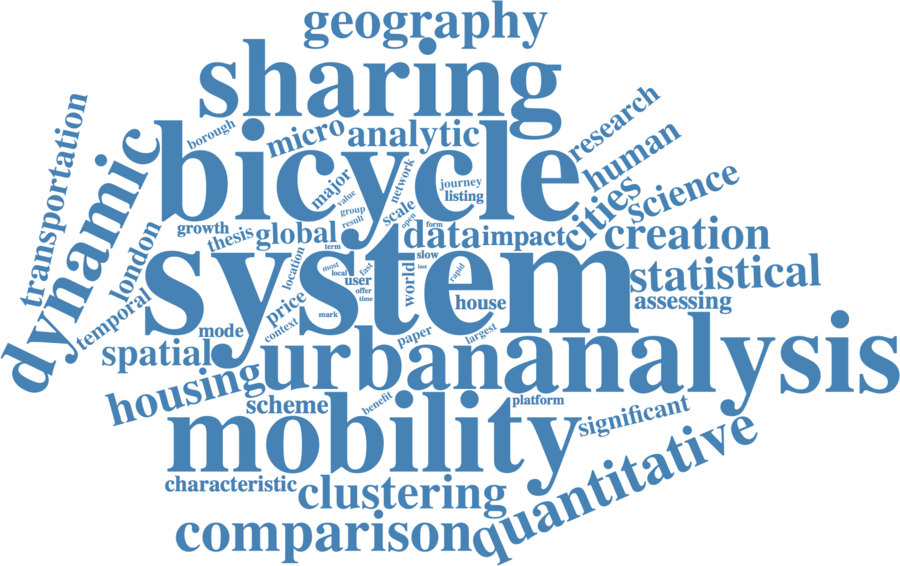 geography
sharing
transportation
borough
micro
analytic
research
bicycle
human
dynamic
major
network
journey
listing
value
group
result
scale
open
form
cities
science
growth
thesis
global
term
data
impact
creation
london
location
most
local
fast
user
offer
time
world
slow
last
rapid
system
statistical
temporal
price
house
assessing
mark
mode
context
paper
largest
spatial
urban
analysis
housing
scheme
benefit
platform
significant
mobility
quantitative
characteristic
clustering
comparison